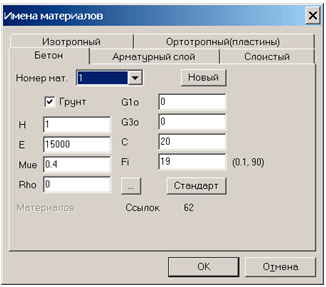 Имена материалов
Изотропный Ортотропный(пластины)
Бетон Арматурный слой Слоистый
Номер мат. 1 Новый
Грунт G1o 0
G3o 0
H 1
C 20
E 15000
Fi 19 (0.1, 90)
Mue 0.4
Rho 0 ... Стандарт
Материалов Ссылок 62
OK Отмена